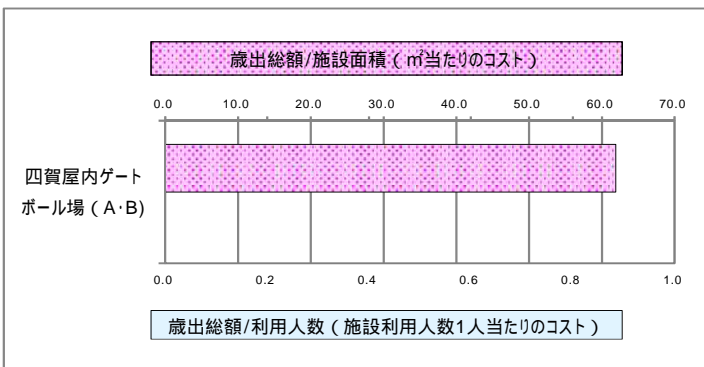 歳出総額/施設面積（㎡当たりのコスト）
0.0 10.0 20.0 30.0 40.0 50.0 60.0 70.0
四賀屋内ゲート
ボール場（A･B)
0.0 0.2 0.4 0.6 0.8 1.0
歳出総額/利用人数（施設利用人数1人当たりのコスト）